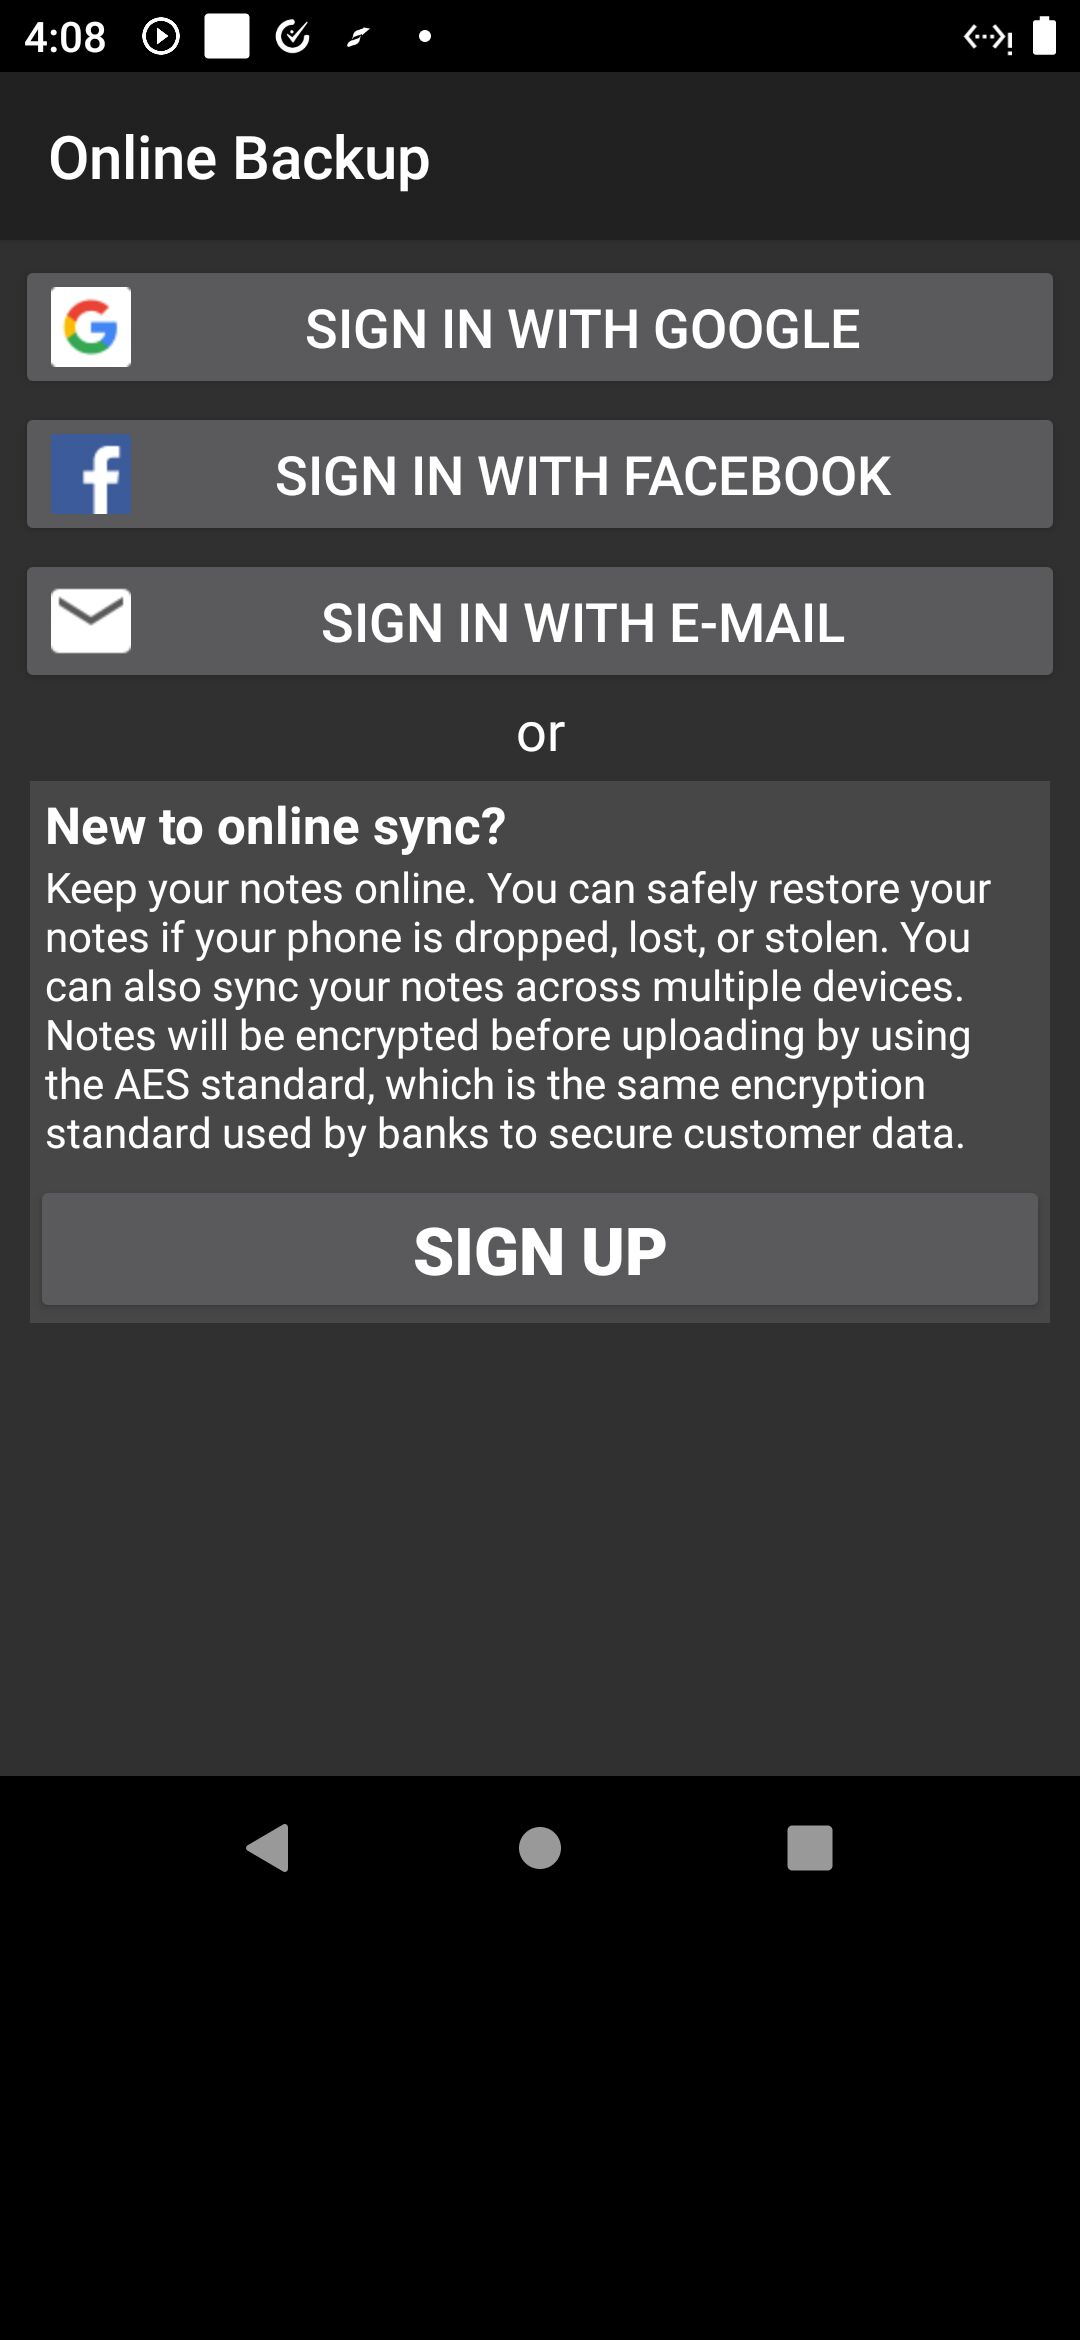 4:08
Online Backup
SIGN IN WITH GOOGLE
SIGN IN WITH FACEBOOK
SIGN IN WITH E-MAIL
or
New to online sync?
Keep your notes online. You can safely restore your
notes if your phone is dropped, lost, or stolen. You
can also sync your notes across multiple devices.
Notes will be encrypted before uploading by using
the AES standard, which is the same encryption
standard used by banks to secure customer data.
SIGN UP